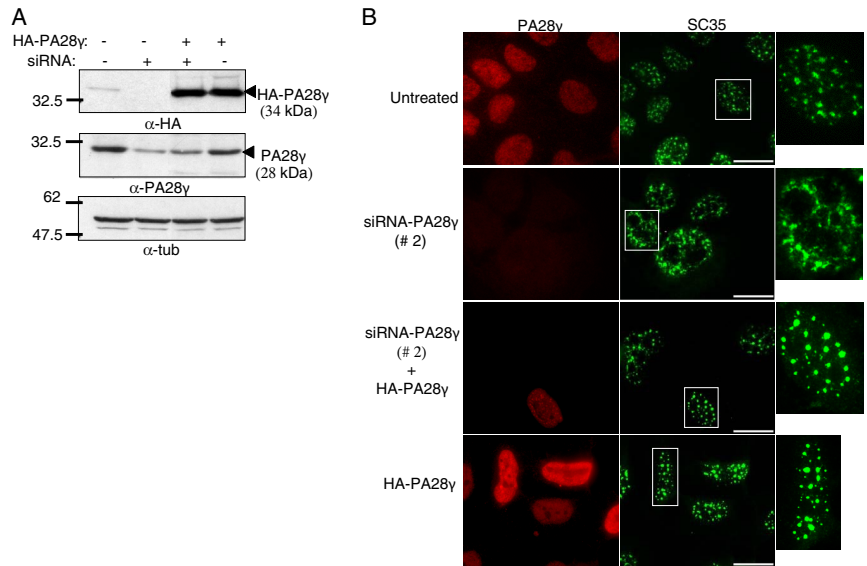 A
HA-PA28γ: - - + +
siRNA: - + + -
32.5
HA-PA28γ
(34 kDa)
α-HA
32.5
PA28γ
(28 kDa)
α-PA28γ
62
47.5
α-tub
B
PA28γ SC35
Untreated
siRNA-PA28γ
(# 2)
siRNA-PA28γ
(# 2)
+
HA-PA28γ
HA-PA28γ